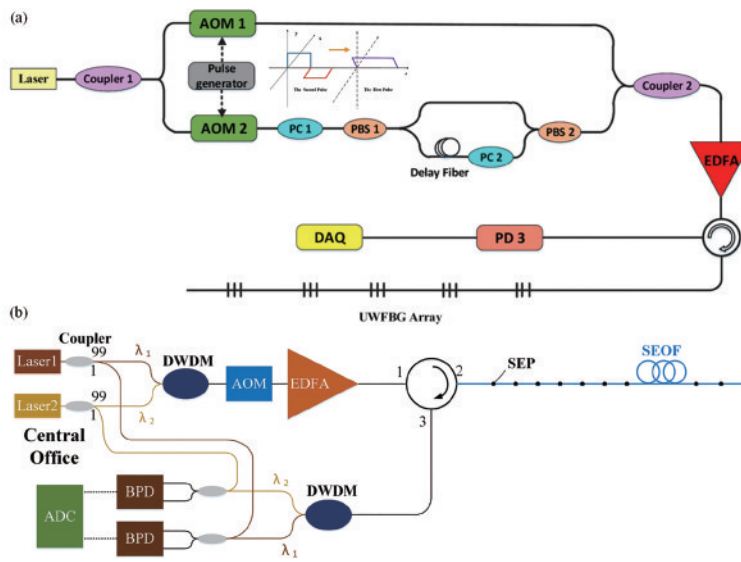 (a)
AOM 1
Laser
Coupler 1
Pulse
generator
The Second Pulse
The First Pulse
Coupler 2
AOM 2
PC 1
PBS 1
PBS 2
PC 2
Delay Fiber
EDFA
DAQ
PD 3
UWFBG Array
(b)
Coupler
Laser1
99
1
λ1
DWDM
AOM
EDFA
1
2
3
SEP
SEOF
Laser2
99
1
λ2
Central
Office
ADC
BPD
BPD
λ2
DWDM
λ1